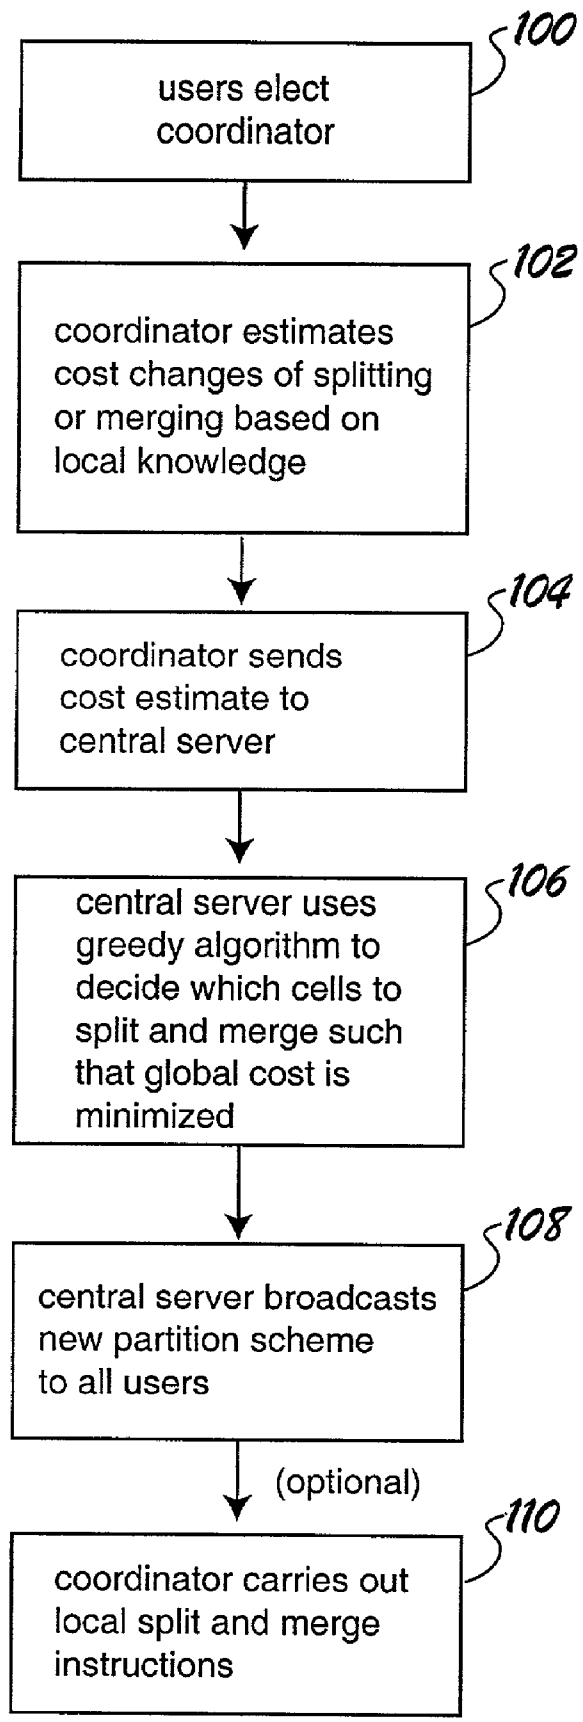 100
users elect
coordinator
102
coordinator estimates
cost changes of splitting
or merging based on
local knowledge
104
coordinator sends
cost estimate to
central server
106
central server uses
greedy algorithm to
decide which cells to
split and merge such
that global cost is
minimized
108
central server broadcasts
new partition scheme
to all users
(optional)
110
coordinator carries out
local split and merge
instructions